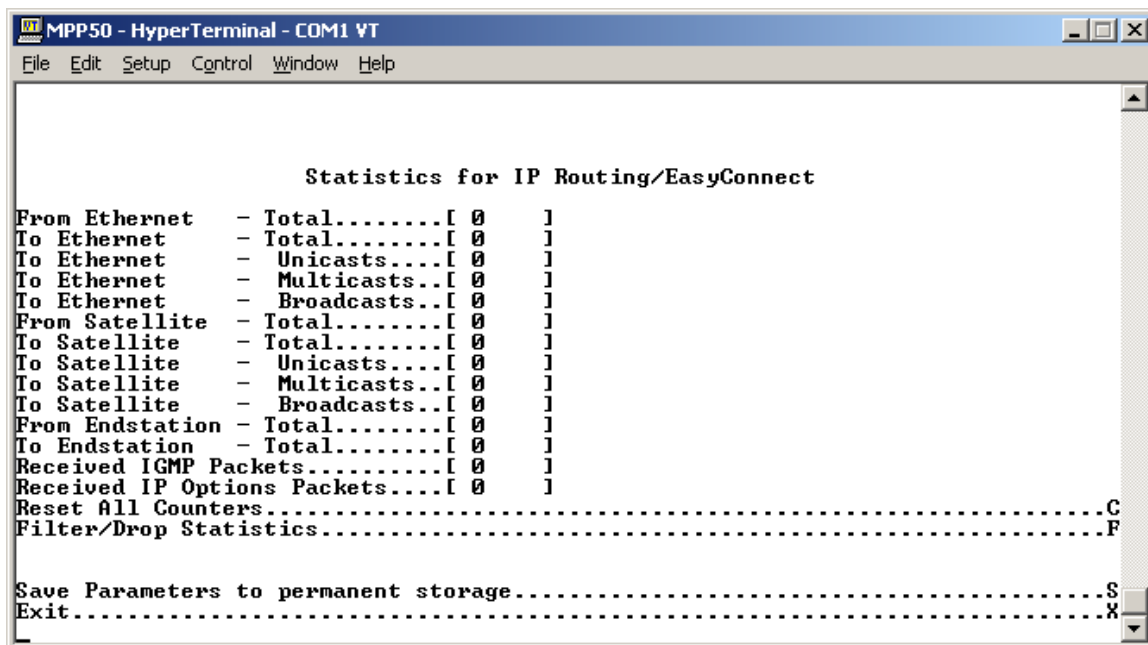 MPP50 - HyperTerminal - COM1 VT
File Edit Setup Control Window Help
Statistics for IP Routing/EasyConnect
From Ethernet - Total........[ 0 ]
To Ethernet - Total........[ 0 ]
To Ethernet - Unicasts....[ 0 ]
To Ethernet - Multicasts..[ 0 ]
To Ethernet - Broadcasts..[ 0 ]
From Satellite - Total........[ 0 ]
To Satellite - Total........[ 0 ]
To Satellite - Unicasts....[ 0 ]
To Satellite - Multicasts..[ 0 ]
To Satellite - Broadcasts..[ 0 ]
From Endstation - Total........[ 0 ]
To Endstation - Total........[ 0 ]
Received IGMP Packets...........[ 0 ]
Received IP Options Packets....[ 0 ]
Reset All Counters.............................................................C
Filter/Drop Statistics.........................................................F
Save Parameters to permanent storage...........................................S
Exit...........................................................................X